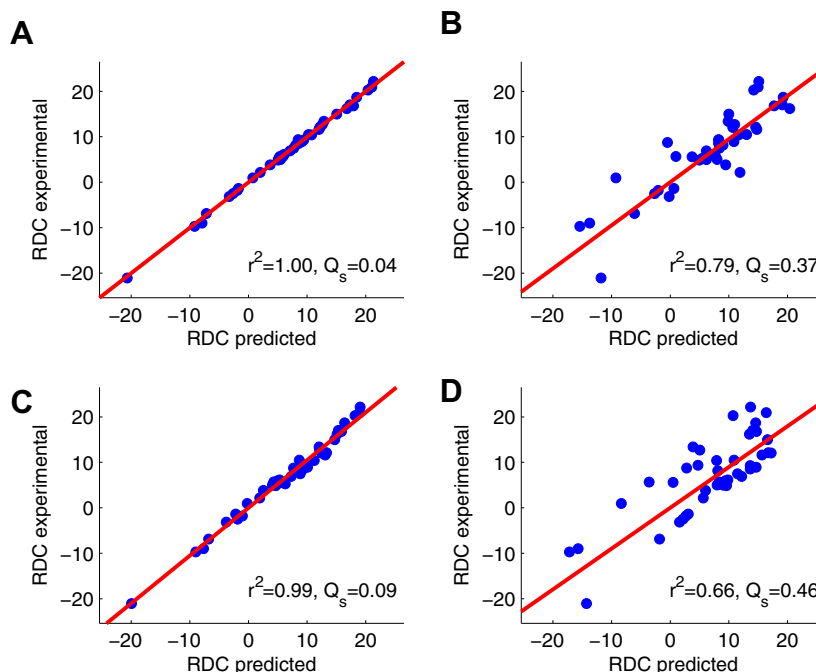 A
RDC experimental
20
10
0
−10
−20
r²=1.00, Qₛ=0.04
−20 −10 0 10 20
RDC predicted
B
RDC experimental
20
10
0
−10
−20
r²=0.79, Qₛ=0.37
−20 −10 0 10 20
RDC predicted
C
RDC experimental
20
10
0
−10
−20
r²=0.99, Qₛ=0.09
−20 −10 0 10 20
RDC predicted
D
RDC experimental
20
10
0
−10
−20
r²=0.66, Qₛ=0.46
−20 −10 0 10 20
RDC predicted